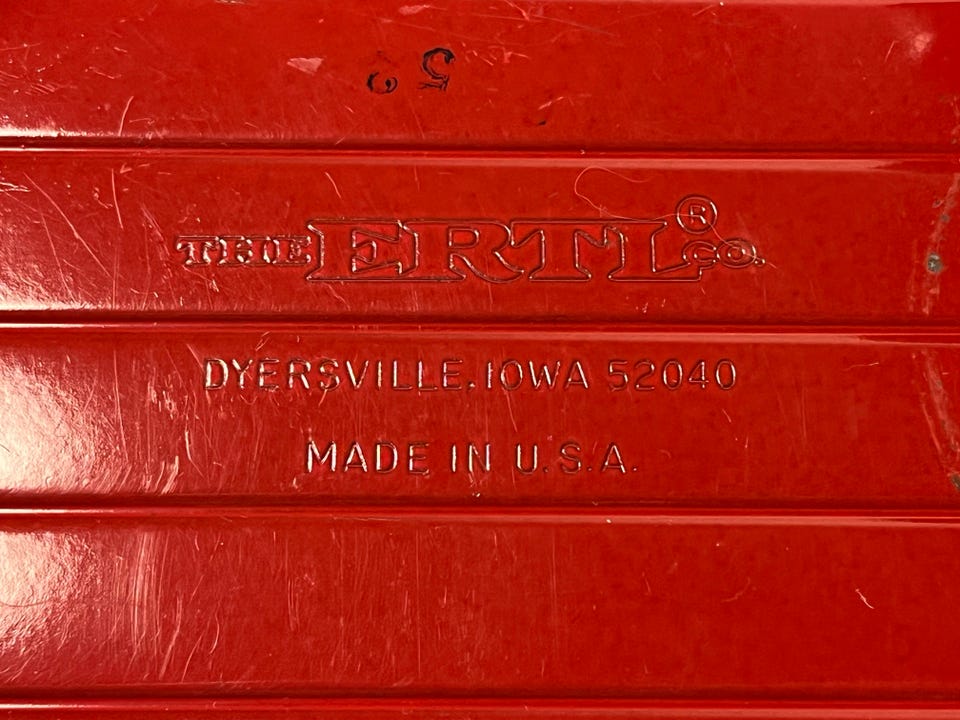 THE ERTL® CO.
DYERSVILLE, IOWA 52040
MADE IN U.S.A.